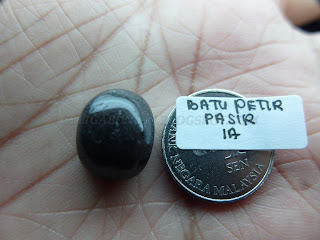 BATU PETIR
PASIR
1A
SEN
BANK NEGARA MALAYSIA